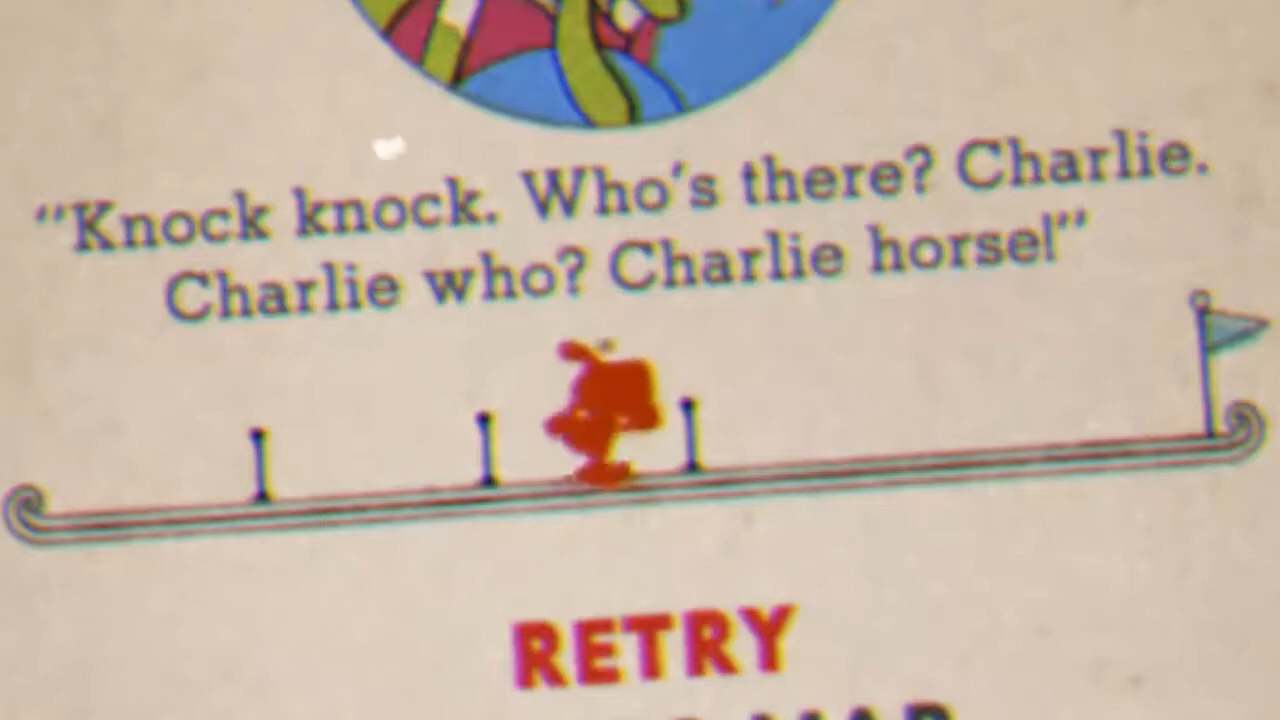 “Knock knock. Who's there? Charlie.
Charlie who? Charlie horse!”
RETRY